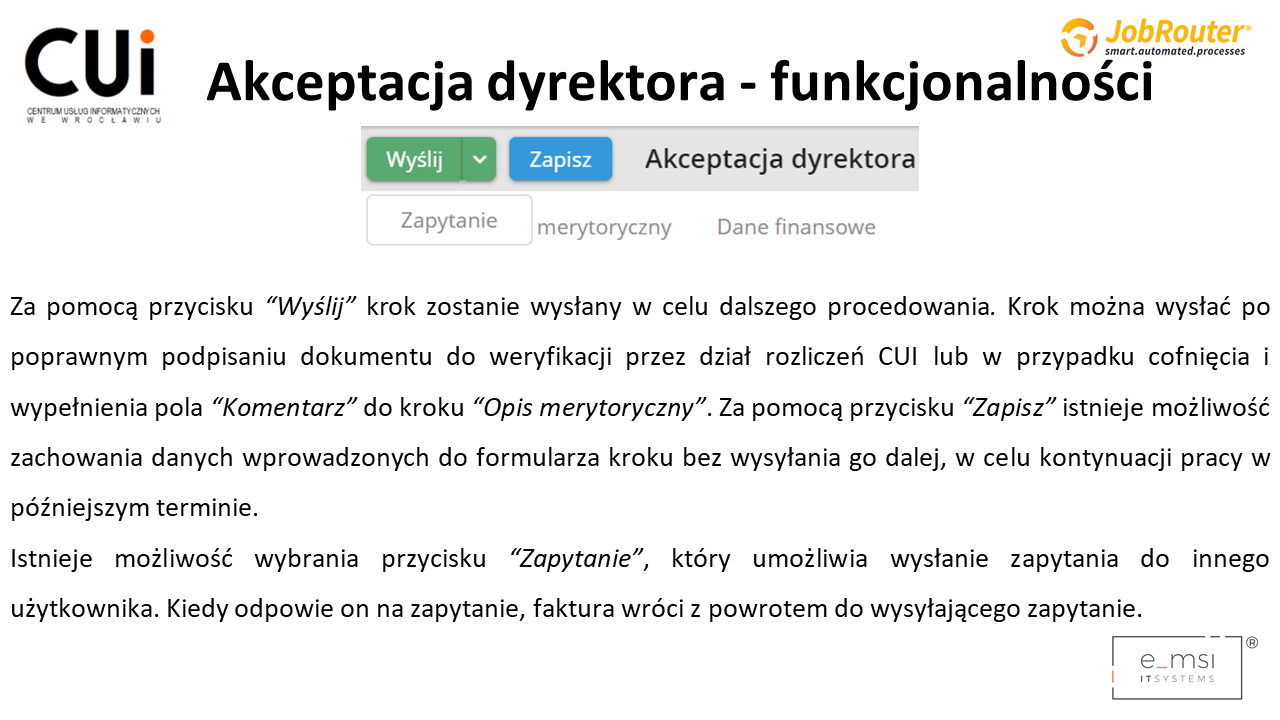 CUi
CENTRUM USŁUG INFORMATYCZNYCH
WE WROCŁAWIU
JobRouter®
smart.automated.processes
Akceptacja dyrektora - funkcjonalności
Wyślij Zapisz Akceptacja dyrektora
Zapytanie merytoryczny Dane finansowe
Za pomocą przycisku “Wyślij” krok zostanie wysłany w celu dalszego procedowania. Krok można wysłać po
poprawnym podpisaniu dokumentu do weryfikacji przez dział rozliczeń CUI lub w przypadku cofnięcia i
wypełnienia pola “Komentarz” do kroku “Opis merytoryczny”. Za pomocą przycisku “Zapisz” istnieje możliwość
zachowania danych wprowadzonych do formularza kroku bez wysyłania go dalej, w celu kontynuacji pracy w
późniejszym terminie.
Istnieje możliwość wybrania przycisku “Zapytanie”, który umożliwia wysłanie zapytania do innego
użytkownika. Kiedy odpowie on na zapytanie, faktura wróci z powrotem do wysyłającego zapytanie.
e_msi ®
ITSYSTEMS